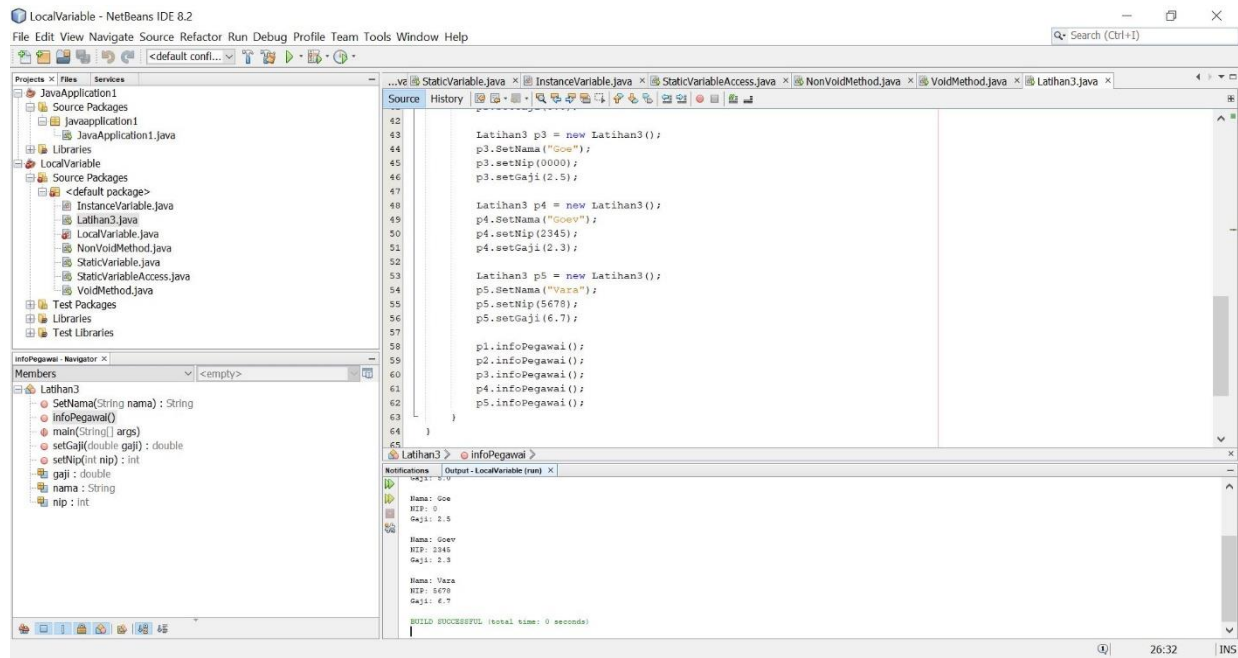 LocalVariable - NetBeans IDE 8.2
File Edit View Navigate Source Refactor Run Debug Profile Team Tools Window Help
Search (Ctrl+I)
<default confi...
Projects Files Services
JavaApplication1
Source Packages
javaapplication1
JavaApplication1.java
Libraries
LocalVariable
Source Packages
<default package>
InstanceVariable.java
Latihan3.java
LocalVariable.java
NonVoidMethod.java
StaticVariable.java
StaticVariableAccess.java
VoidMethod.java
Test Packages
Libraries
Test Libraries
infoPegawai - Navigator
Members <empty>
Latihan3
SetNama(String nama) : String
infoPegawai()
main(String[] args)
setGaji(double gaji) : double
setNip(int nip) : int
gaji : double
nama : String
nip : int
...va StaticVariable.java InstanceVariable.java StaticVariableAccess.java NonVoidMethod.java VoidMethod.java Latihan3.java
Source History
42
43 Latihan3 p3 = new Latihan3();
44 p3.SetNama("Goe");
45 p3.setNip(0000);
46 p3.setGaji(2.5);
47
48 Latihan3 p4 = new Latihan3();
49 p4.SetNama("Goev");
50 p4.setNip(2345);
51 p4.setGaji(2.3);
52
53 Latihan3 p5 = new Latihan3();
54 p5.SetNama("Vara");
55 p5.setNip(5678);
56 p5.setGaji(6.7);
57
58 p1.infoPegawai();
59 p2.infoPegawai();
60 p3.infoPegawai();
61 p4.infoPegawai();
62 p5.infoPegawai();
63 }
64 }
65
Latihan3 infoPegawai
Notifications Output - LocalVariable (run)
Nama: Goe
NIP: 0
Gaji: 2.5
Nama: Goev
NIP: 2345
Gaji: 2.3
Nama: Vara
NIP: 5678
Gaji: 6.7
BUILD SUCCESSFUL (total time: 0 seconds)
26:32 INS